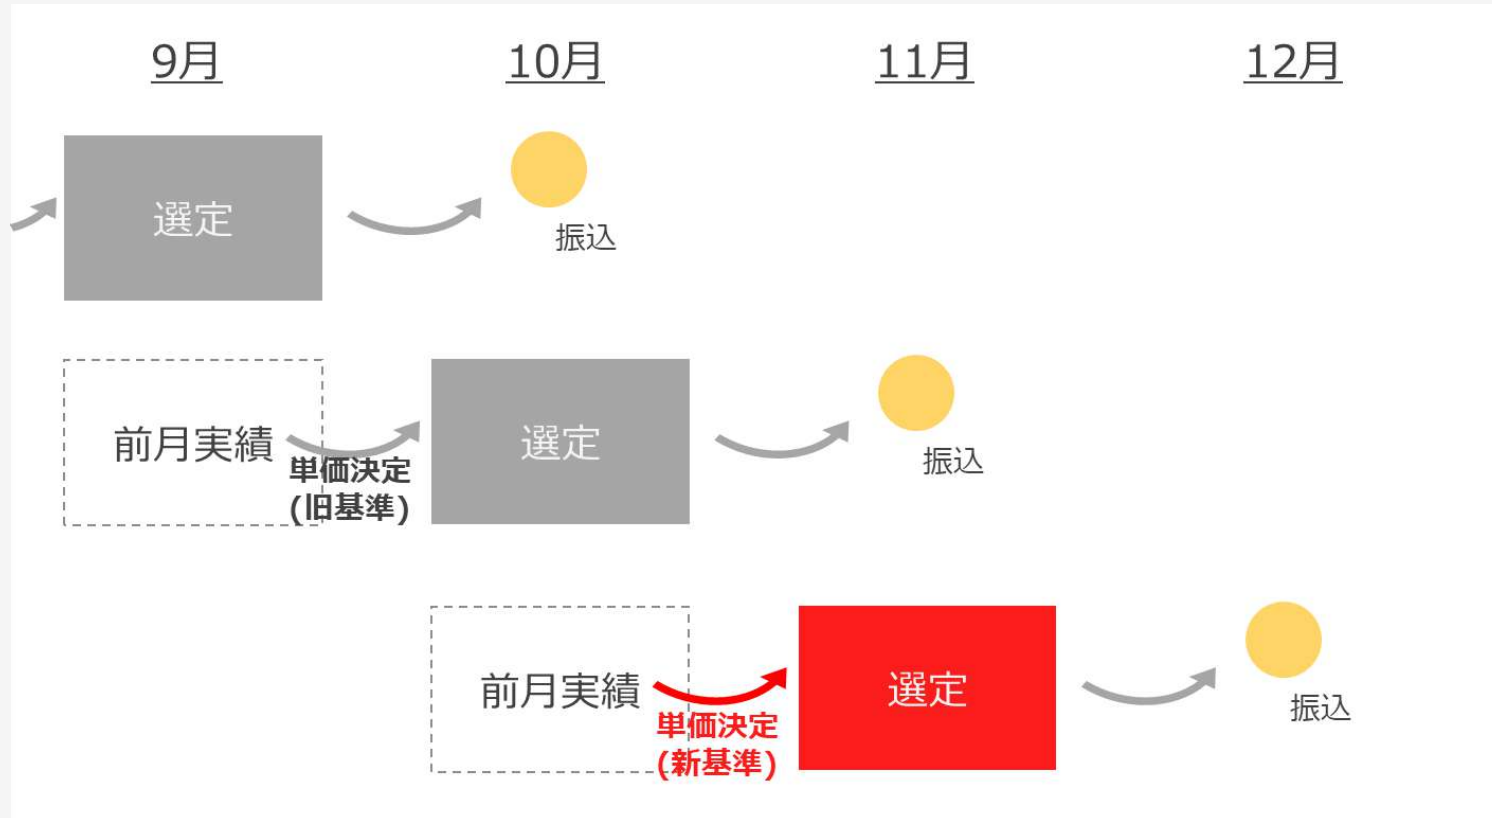 9月
10月
11月
12月
選定
振込
前月実績
単価決定
(旧基準)
選定
振込
前月実績
単価決定
(新基準)
選定
振込